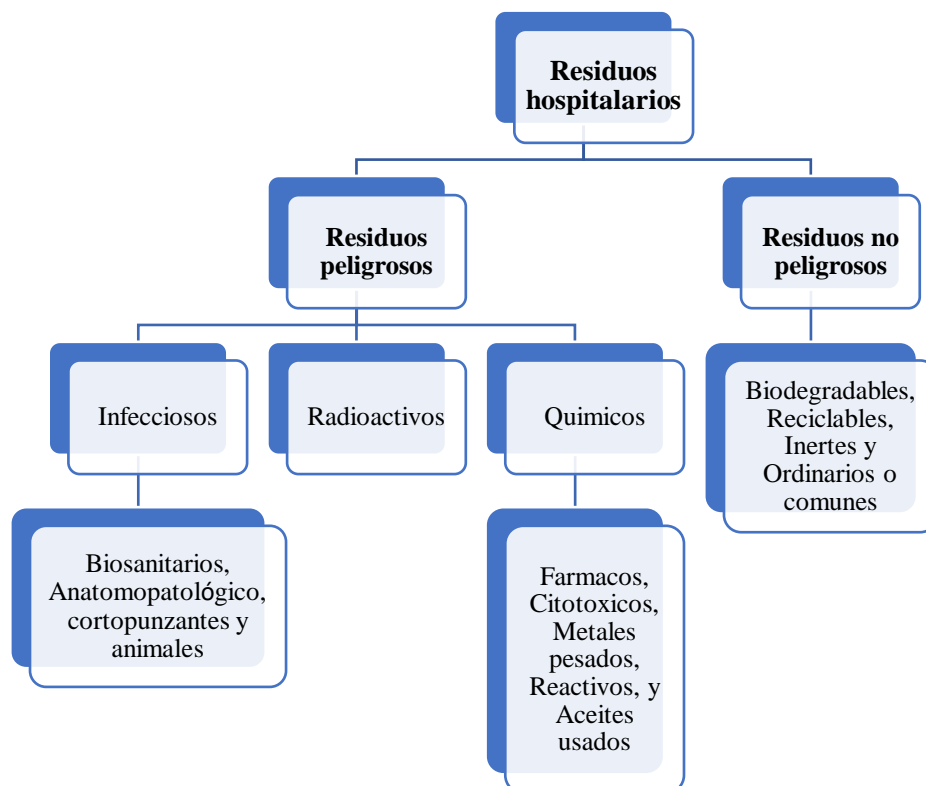 Residuos
hospitalarios
Residuos
peligrosos
Residuos no
peligrosos
Infecciosos
Radioactivos
Quimicos
Biodegradables,
Reciclables,
Inertes y
Ordinarios o
comunes
Biosanitarios,
Anatomopatológico,
cortopunzantes y
animales
Farmacos,
Citotoxicos,
Metales
pesados,
Reactivos, y
Aceites
usados